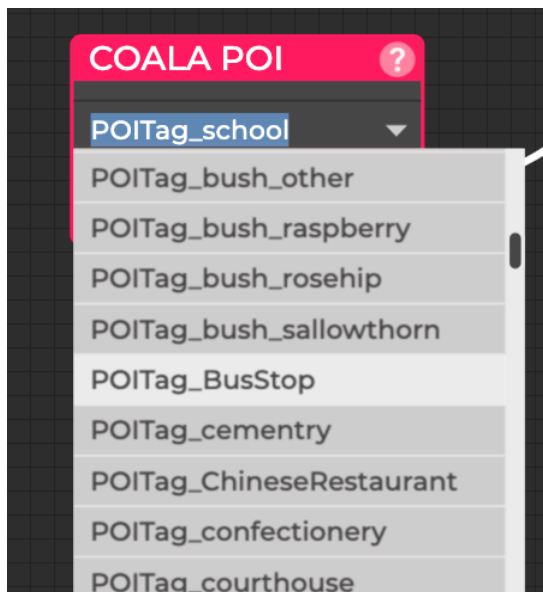 COALA POI
?
POITag_school
POITag_bush_other
POITag_bush_raspberry
POITag_bush_rosehip
POITag_bush_sallowthorn
POITag_BusStop
POITag_cementry
POITag_ChineseRestaurant
POITag_confectionery
POITag_courthouse